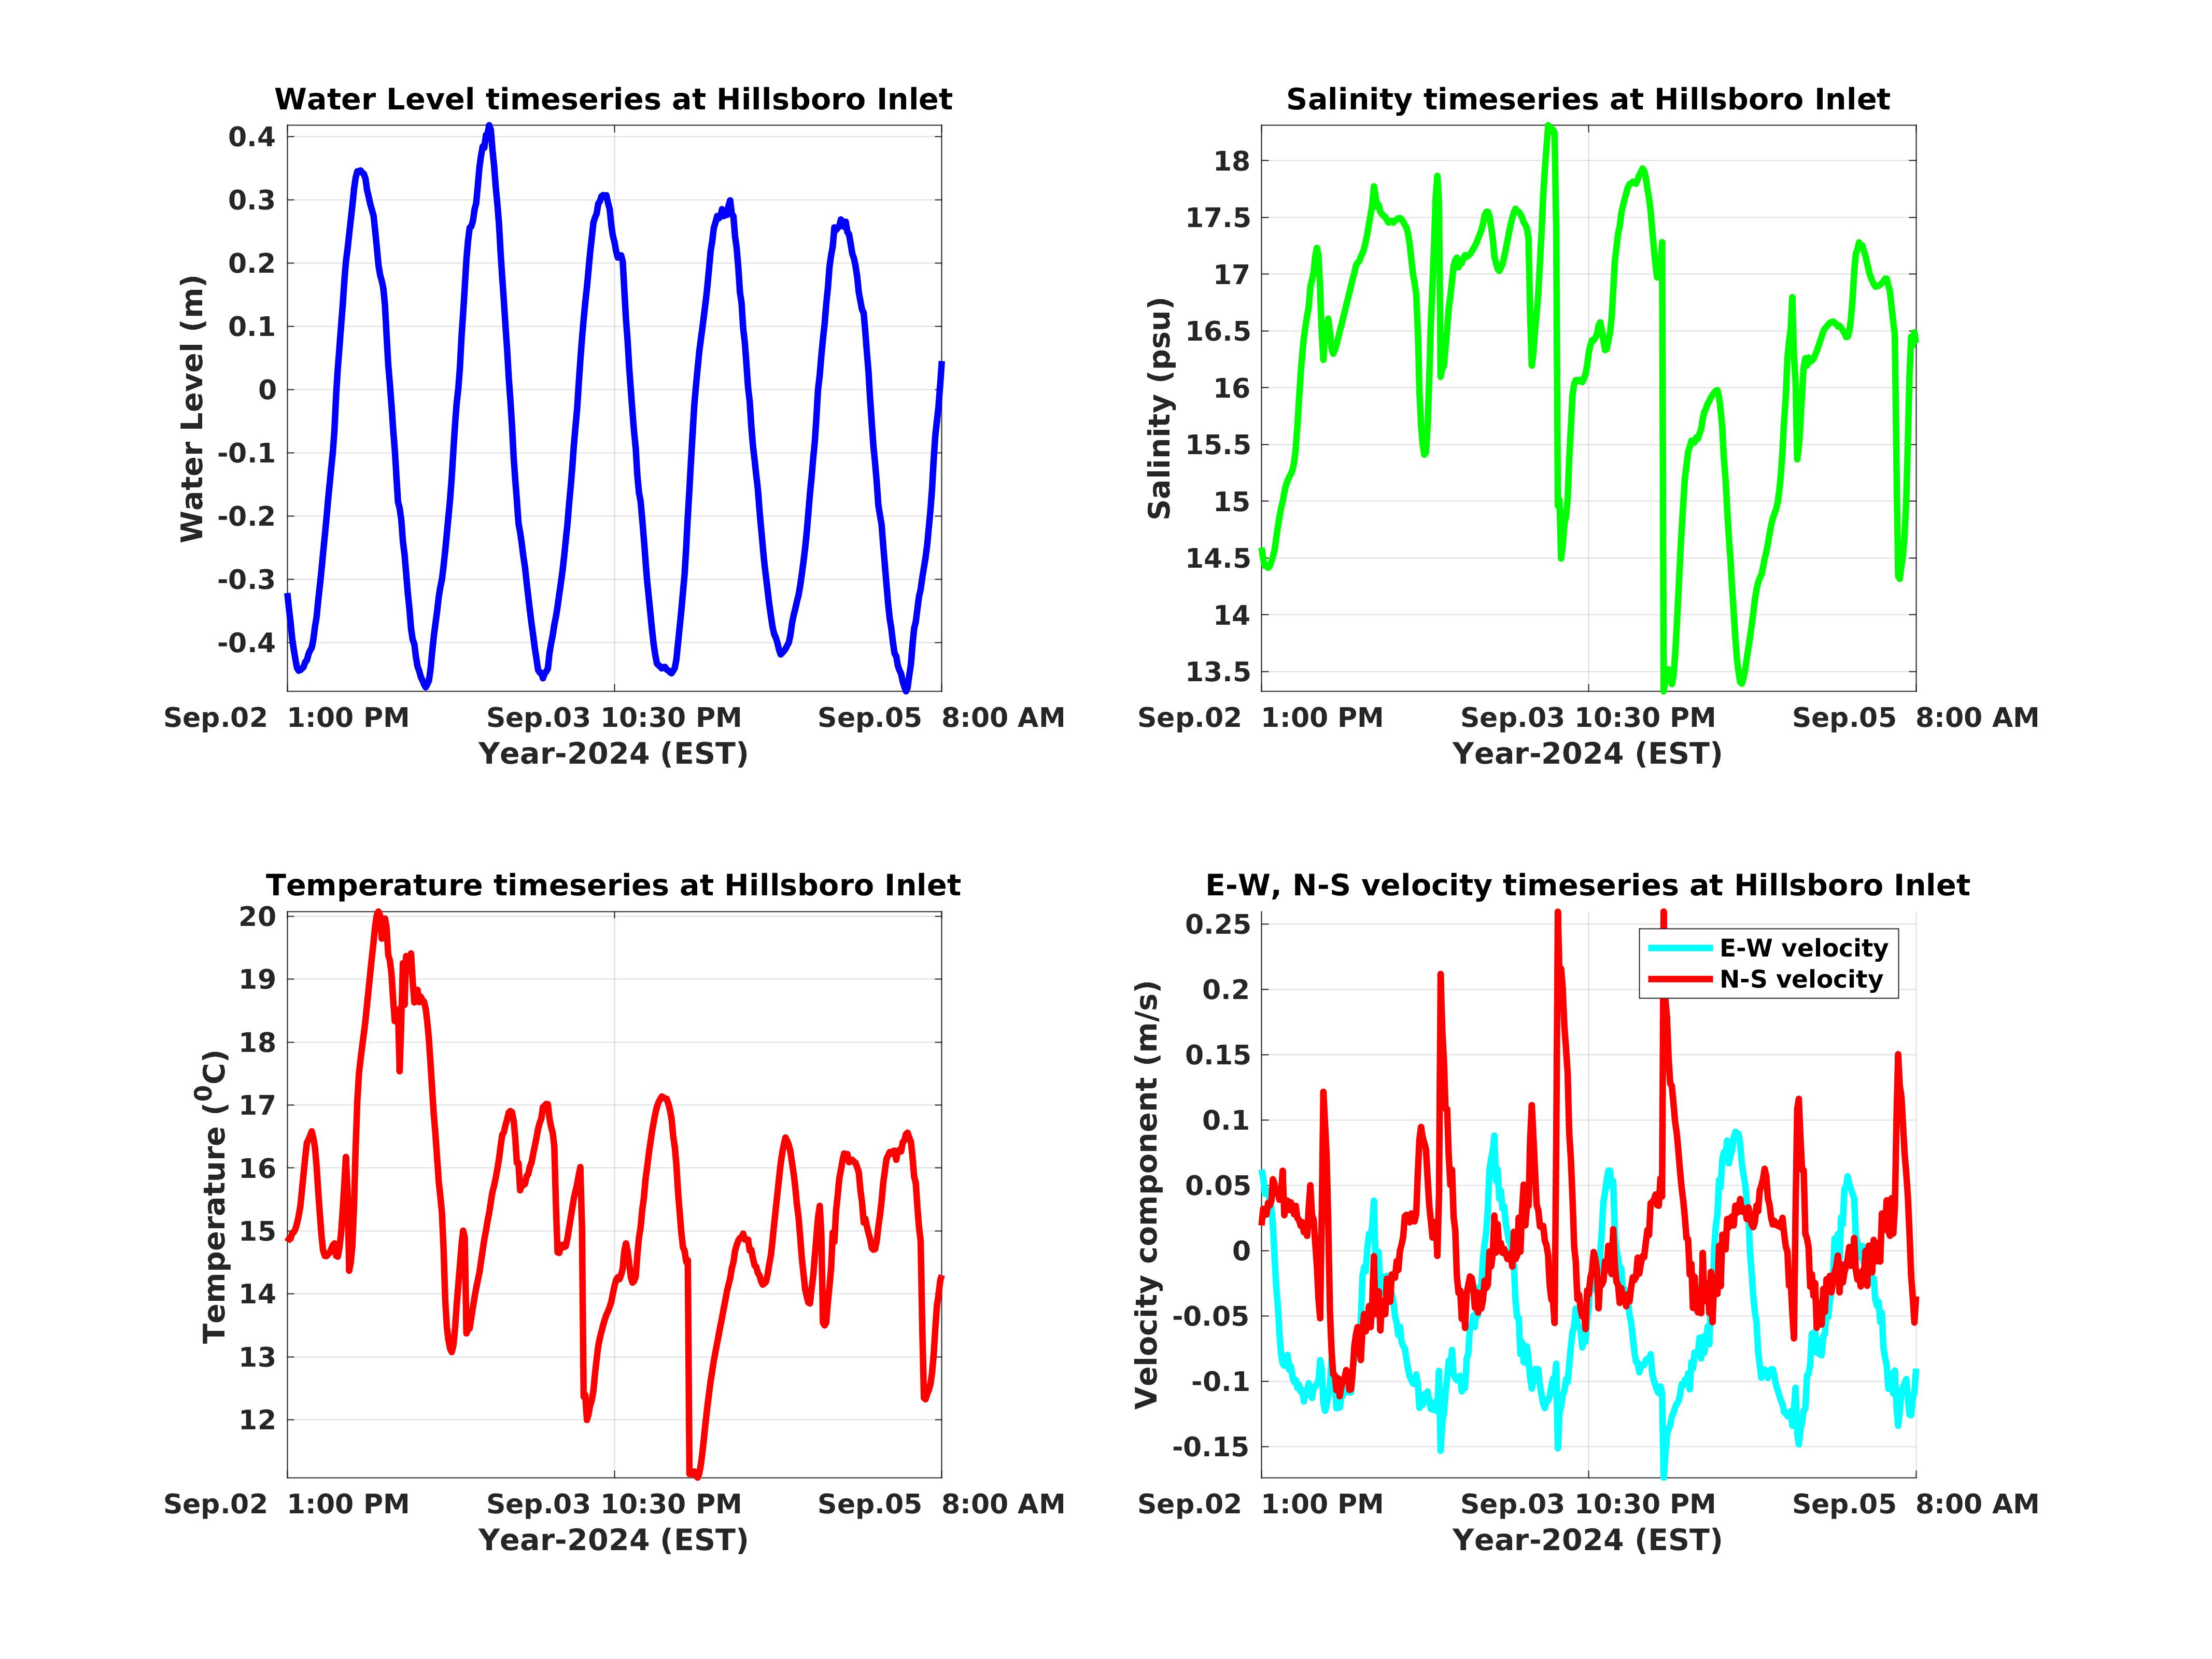 Water Level timeseries at Hillsboro Inlet
Water Level (m)
0.4
0.3
0.2
0.1
0
-0.1
-0.2
-0.3
-0.4
Sep.02 1:00 PM
Sep.03 10:30 PM
Sep.05 8:00 AM
Year-2024 (EST)
Salinity timeseries at Hillsboro Inlet
Salinity (psu)
18
17.5
17
16.5
16
15.5
15
14.5
14
13.5
Sep.02 1:00 PM
Sep.03 10:30 PM
Sep.05 8:00 AM
Year-2024 (EST)
Temperature timeseries at Hillsboro Inlet
Temperature (⁰C)
20
19
18
17
16
15
14
13
12
Sep.02 1:00 PM
Sep.03 10:30 PM
Sep.05 8:00 AM
Year-2024 (EST)
E-W, N-S velocity timeseries at Hillsboro Inlet
Velocity component (m/s)
0.25
0.2
0.15
0.1
0.05
0
-0.05
-0.1
-0.15
E-W velocity
N-S velocity
Sep.02 1:00 PM
Sep.03 10:30 PM
Sep.05 8:00 AM
Year-2024 (EST)